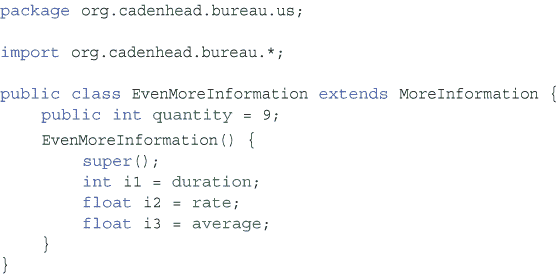 package org.cadenhead.bureau.us;
import org.cadenhead.bureau.*;
public class EvenMoreInformation extends MoreInformation {
    public int quantity = 9;
    EvenMoreInformation() {
        super();
        int i1 = duration;
        float i2 = rate;
        float i3 = average;
    }
}